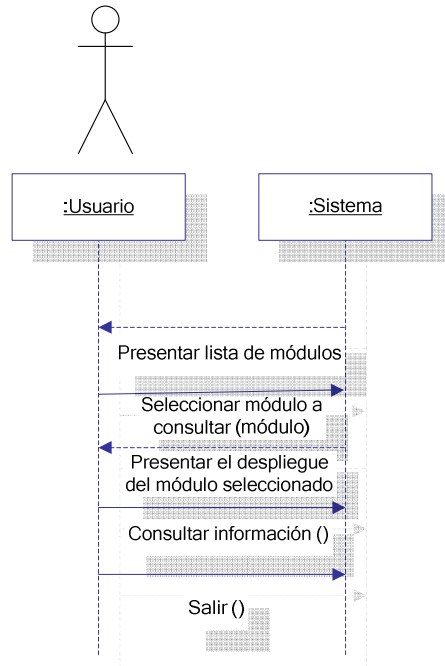 :Usuario
:Sistema
Presentar lista de módulos
Seleccionar módulo a
consultar (módulo)
Presentar el despliegue
del módulo seleccionado
Consultar información ()
Salir ()